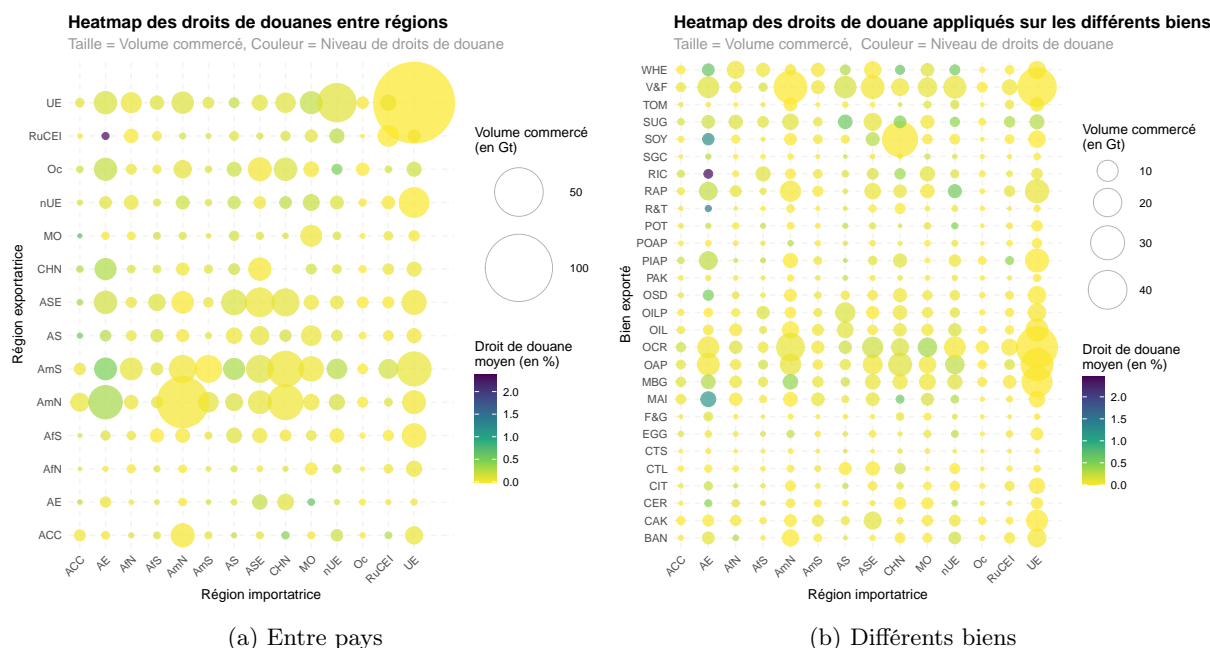 Heatmap des droits de douanes entre régions
Taille = Volume commercé, Couleur = Niveau de droits de douane
Région exportatrice
UE
RuCEI
Oc
nUE
MO
CHN
ASE
AS
AmS
AmN
AfS
AfN
AE
ACC
ACC
AE
AfN
AfS
AmN
AmS
AS
ASE
CHN
MO
nUE
Oc
RuCEI
UE
Région importatrice
Volume commercé
(en Gt)
50
100
Droit de douane
moyen (en %)
2.0
1.5
1.0
0.5
0.0
(a) Entre pays
Heatmap des droits de douane appliqués sur les différents biens
Taille = Volume commercé, Couleur = Niveau de droits de douane
Bien exporté
WHE
V&F
TOM
SUG
SOY
SGC
RIC
RAP
R&T
POT
POAP
PIAP
PAK
OSD
OILP
OIL
OCR
OAP
MBG
MAI
F&G
EGG
CTS
CTL
CIT
CER
CAK
BAN
ACC
AE
AfN
AfS
AmN
AmS
AS
ASE
CHN
MO
nUE
Oc
RuCEI
UE
Région importatrice
Volume commercé
(en Gt)
10
20
30
40
Droit de douane
moyen (en %)
2.0
1.5
1.0
0.5
0.0
(b) Différents biens